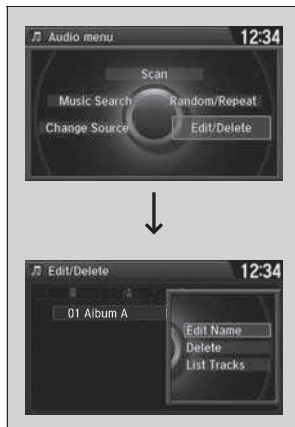 Audio menu 12:34
Scan
Music Search Random/Repeat
Change Source Edit/Delete
Edit/Delete 12:34
01 Aibum A
Edit Name
Delete
List Tracks